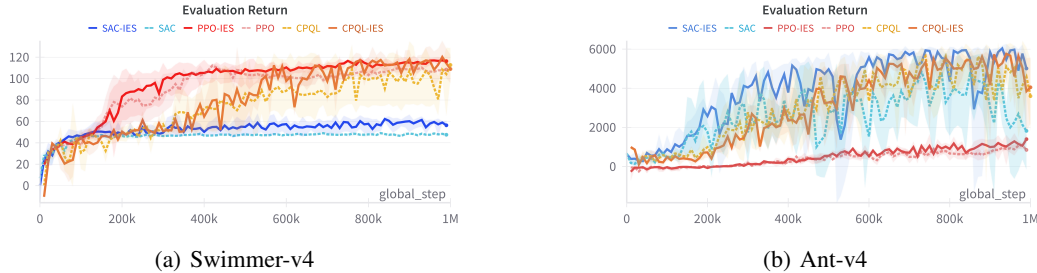 Evaluation Return
SAC-IES SAC PPO-IES PPO CPQL CPQL-IES
120
100
80
60
40
20
0
global_step
0 200k 400k 600k 800k 1M
(a) Swimmer-v4
Evaluation Return
SAC-IES SAC PPO-IES PPO CPQL CPQL-IES
6000
4000
2000
0
global_step
0 200k 400k 600k 800k 1M
(b) Ant-v4